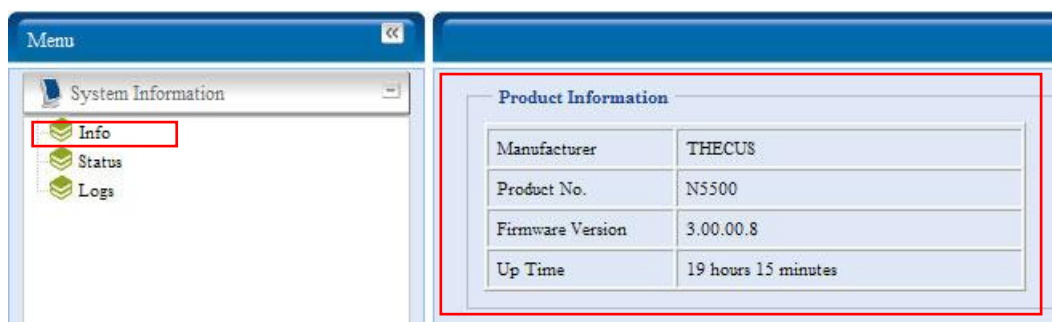 Menu
System Information
Info
Status
Logs
Product Information
Manufacturer THECUS
Product No. N5500
Firmware Version 3.00.00.8
Up Time 19 hours 15 minutes